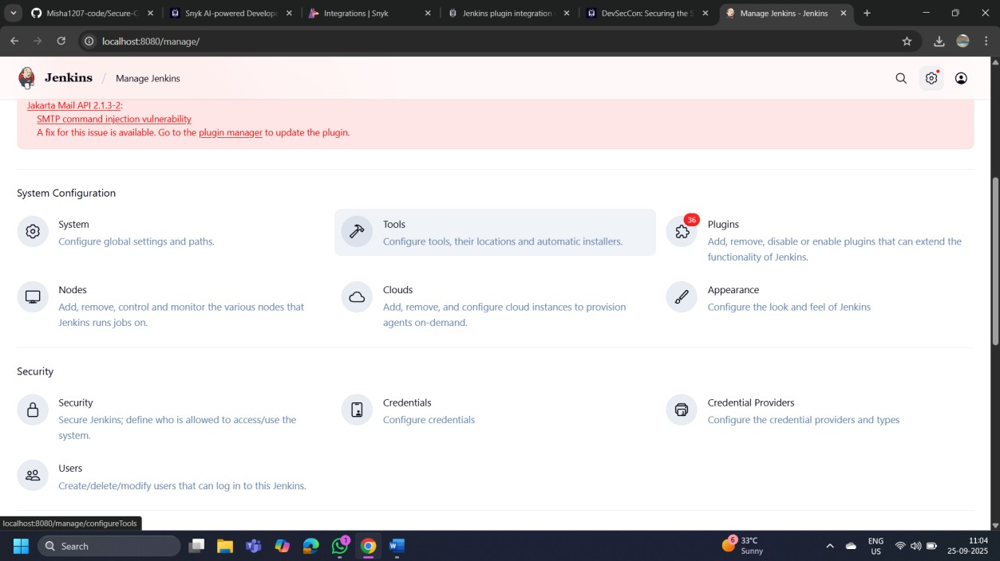 Misha1207-code/Secure-C
Snyk AI-powered Develope
Integrations | Snyk
Jenkins plugin integration
DevSecCon: Securing the S
Manage Jenkins - Jenkins
localhost:8080/manage/
Jenkins / Manage Jenkins
Jakarta Mail API 2.1.3-2:
SMTP command injection vulnerability
A fix for this issue is available. Go to the plugin manager to update the plugin.
System Configuration
System
Configure global settings and paths.
Tools
Configure tools, their locations and automatic installers.
36
Plugins
Add, remove, disable or enable plugins that can extend the
functionality of Jenkins.
Nodes
Add, remove, control and monitor the various nodes that
Jenkins runs jobs on.
Clouds
Add, remove, and configure cloud instances to provision
agents on-demand.
Appearance
Configure the look and feel of Jenkins
Security
Security
Secure Jenkins; define who is allowed to access/use the
system.
Credentials
Configure credentials
Credential Providers
Configure the credential providers and types
Users
Create/delete/modify users that can log in to this Jenkins.
localhost:8080/manage/configureTools
Search
1
6
33°C
Sunny
ENG
US
11:04
25-09-2025